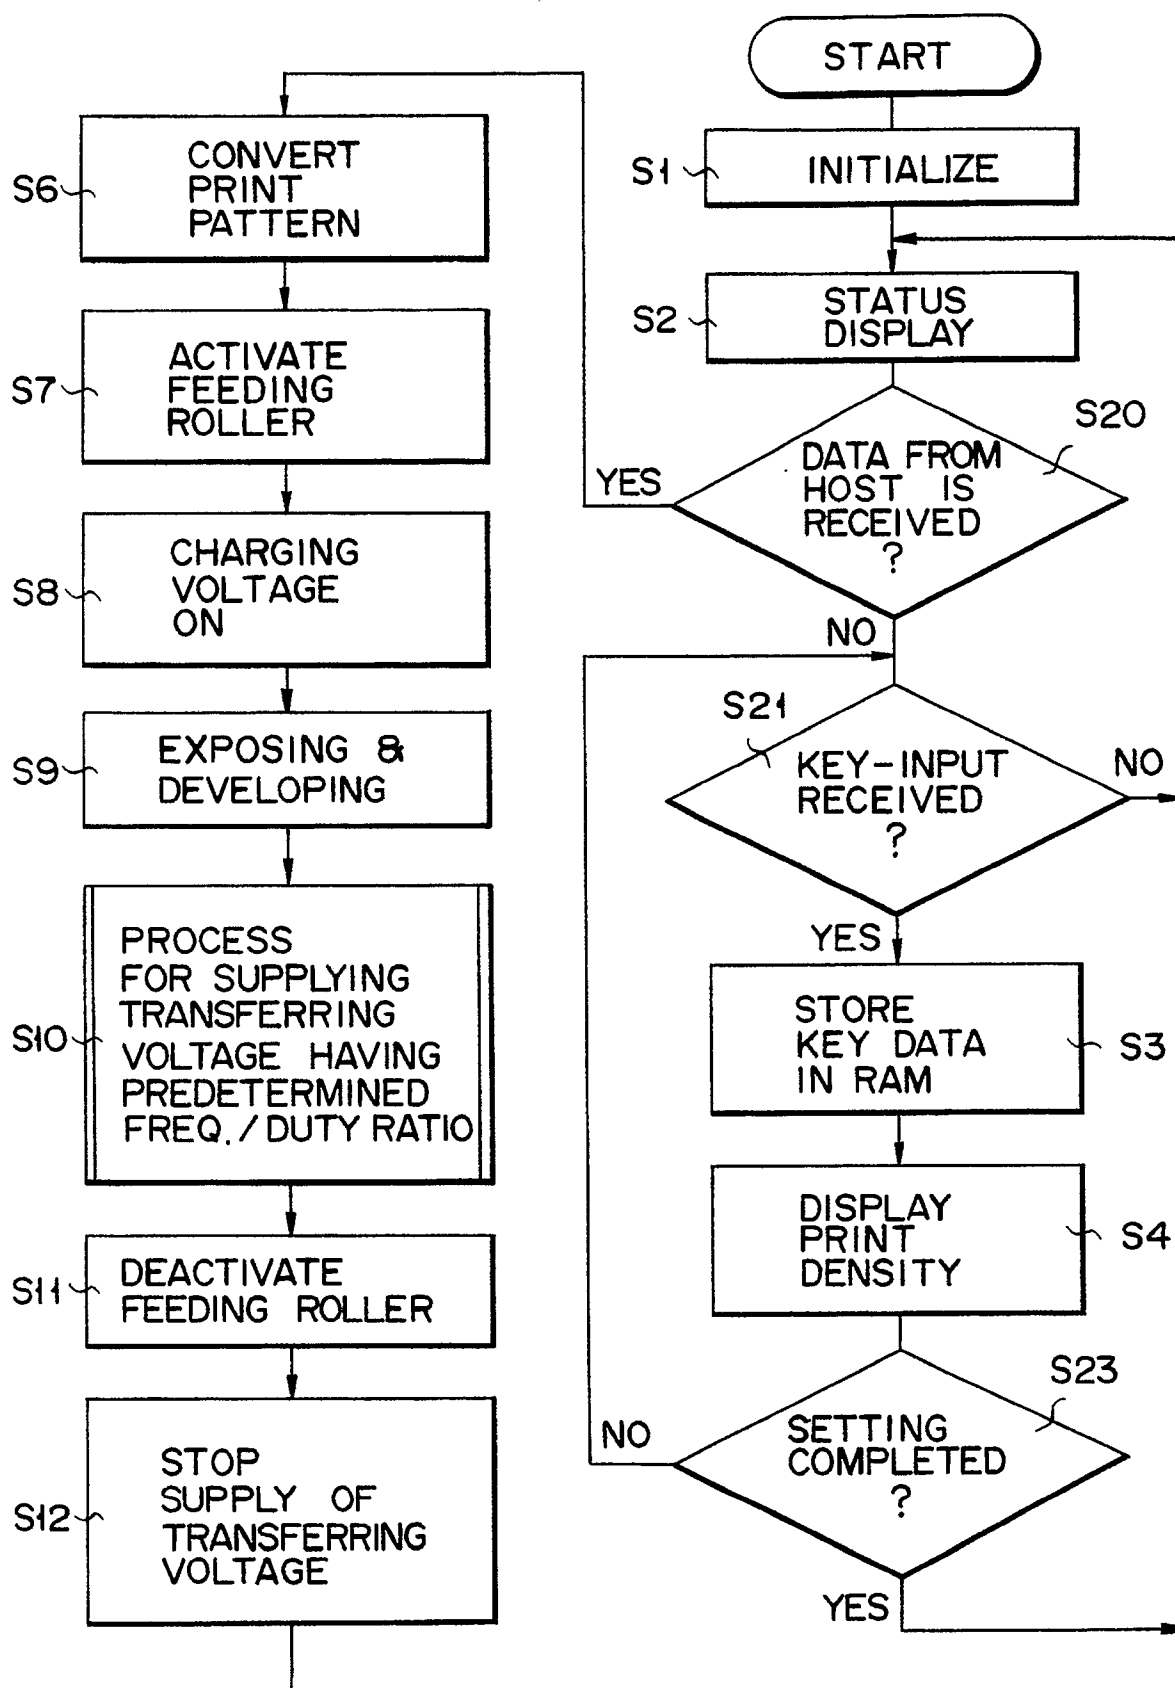 START
S1
INITIALIZE
S2
STATUS
DISPLAY
S20
DATA FROM
HOST IS
RECEIVED
?
YES
NO
S21
KEY-INPUT
RECEIVED
?
NO
YES
STORE
KEY DATA
IN RAM
S3
DISPLAY
PRINT
DENSITY
S4
S23
SETTING
COMPLETED
?
NO
YES
S6
CONVERT
PRINT
PATTERN
S7
ACTIVATE
FEEDING
ROLLER
S8
CHARGING
VOLTAGE
ON
S9
EXPOSING &
DEVELOPING
S10
PROCESS
FOR SUPPLYING
TRANSFERRING
VOLTAGE HAVING
PREDETERMINED
FREQ./DUTY RATIO
S11
DEACTIVATE
FEEDING ROLLER
S12
STOP
SUPPLY OF
TRANSFERRING
VOLTAGE